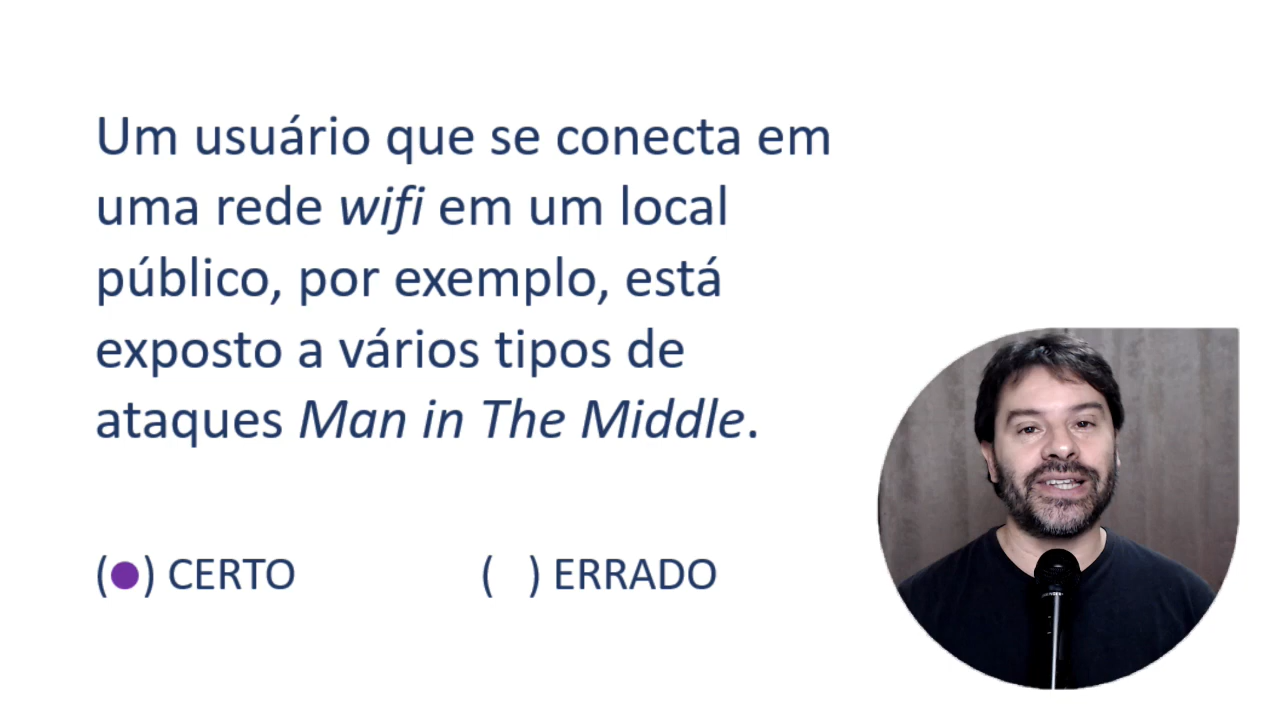 Um usuário que se conecta em
uma rede wifi em um local
público, por exemplo, está
exposto a vários tipos de
ataques Man in The Middle.
(●) CERTO ( ) ERRADO